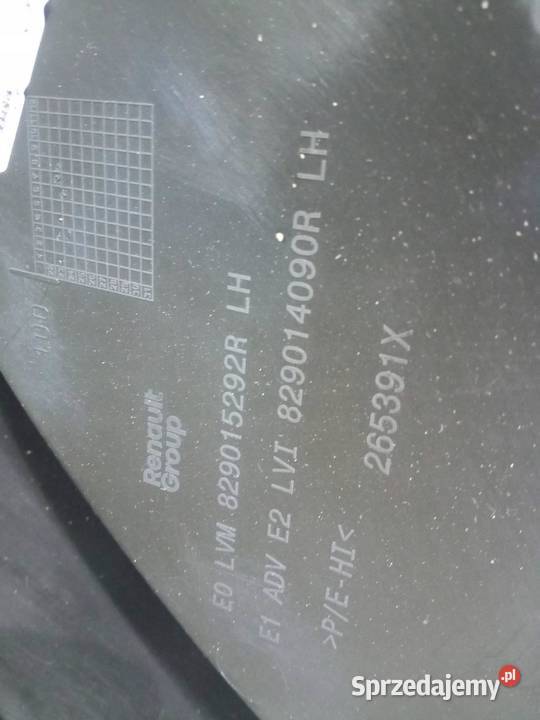 Renault
Group
E0 LVM 829015292R LH
E1 ADV E2 LVI 829014090R LH
>P/E-HI<
265391X
Sprzedajemy.pl